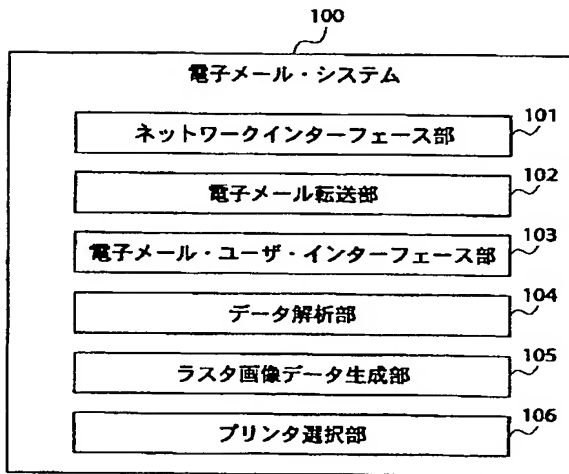 100
電子メール・システム
ネットワークインターフェース部 101
電子メール転送部 102
電子メール・ユーザ・インターフェース部 103
データ解析部 104
ラスタ画像データ生成部 105
プリンタ選択部 106